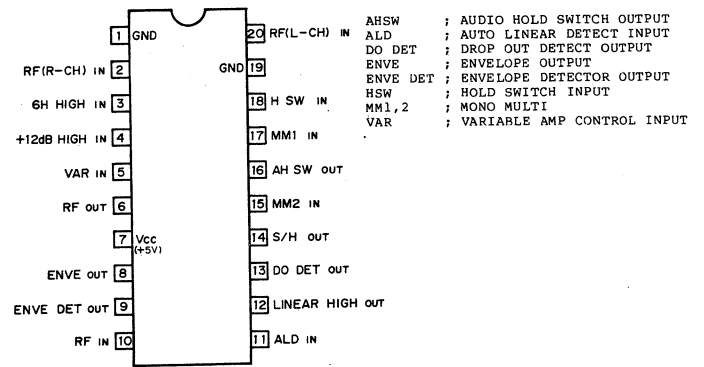 1 GND
RF(R-CH) IN 2
6H HIGH IN 3
+12dB HIGH IN 4
VAR IN 5
RF OUT 6
7 Vcc
(+5V)
ENVE OUT 8
ENVE DET OUT 9
RF IN 10
20 RF(L-CH) IN
GND 19
18 H SW IN
17 MM1 IN
16 AH SW OUT
15 MM2 IN
14 S/H OUT
13 DO DET OUT
12 LINEAR HIGH OUT
11 ALD IN
AHSW ; AUDIO HOLD SWITCH OUTPUT
ALD ; AUTO LINEAR DETECT INPUT
DO DET ; DROP OUT DETECT OUTPUT
ENVE ; ENVELOPE OUTPUT
ENVE DET ; ENVELOPE DETECTOR OUTPUT
HSW ; HOLD SWITCH INPUT
MM1,2 ; MONO MULTI
VAR ; VARIABLE AMP CONTROL INPUT